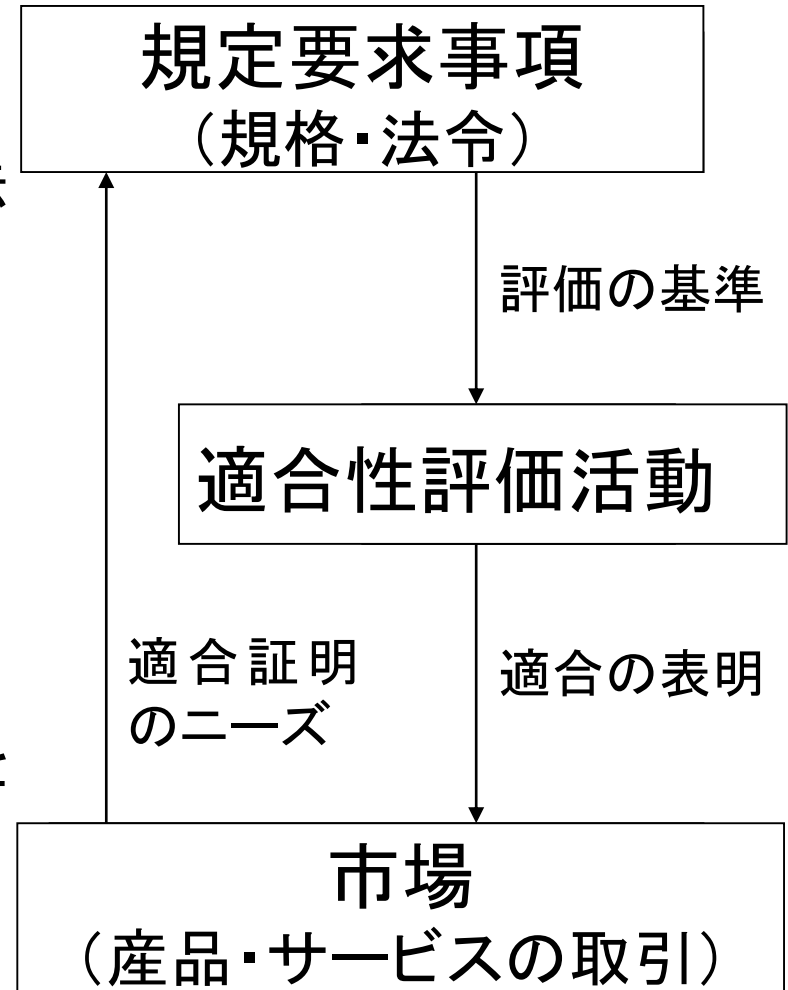 規定要求事項
（規格・法令）
評価の基準
適合性評価活動
適合証明
のニーズ
適合の表明
市場
（産品・サービスの取引）